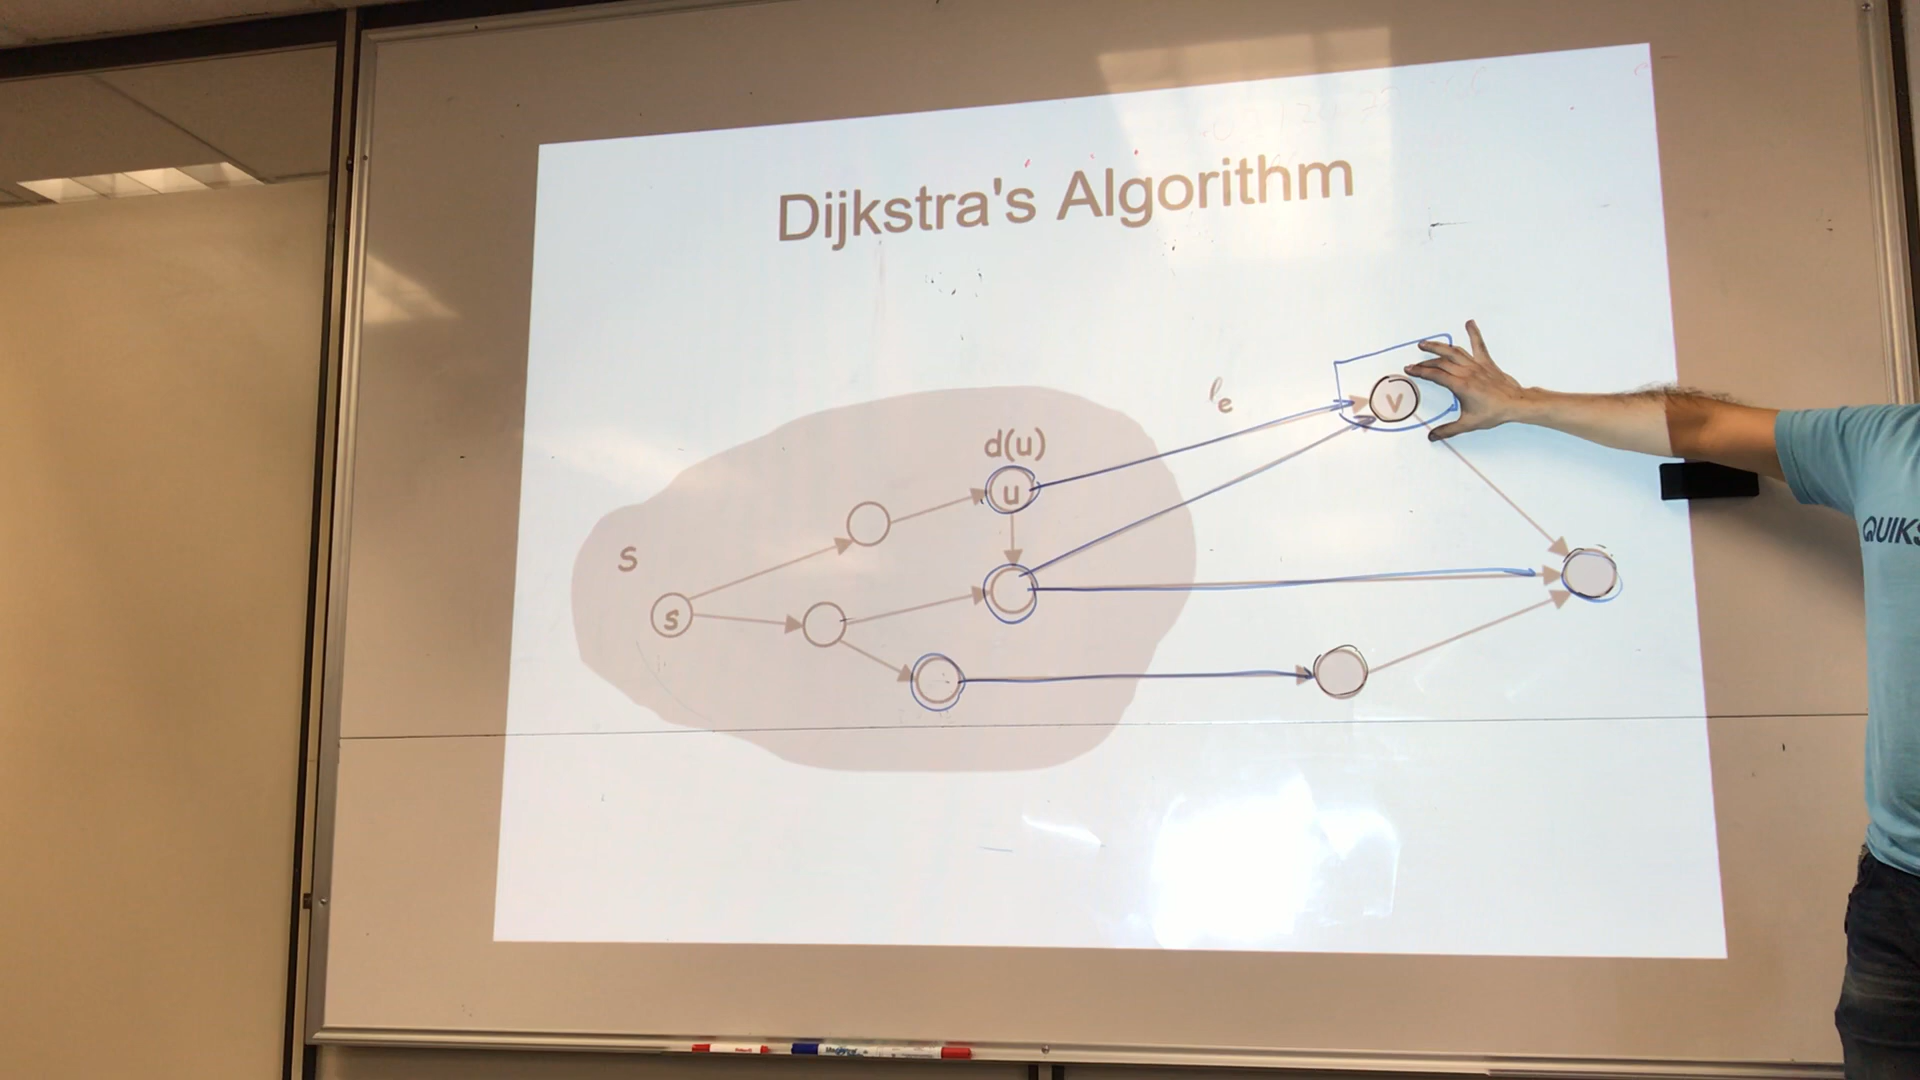 Dijkstra's Algorithm
ℓe
v
d(u)
u
S
s
QUIKS